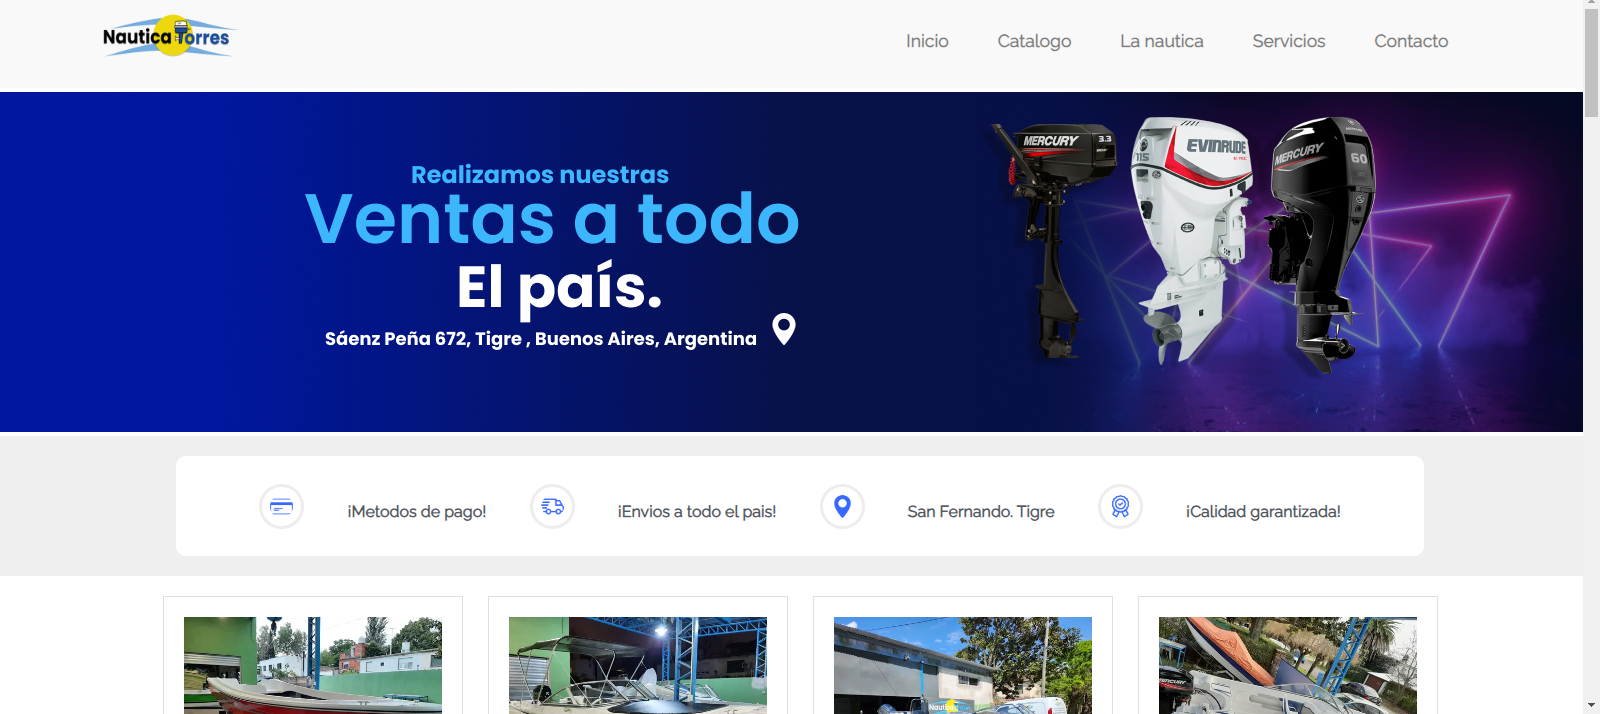 Nautica Torres
Inicio Catalogo La nautica Servicios Contacto
Realizamos nuestras
Ventas a todo
El país.
Sáenz Peña 672, Tigre , Buenos Aires, Argentina
MERCURY 3.3
EVINRUDE
115
MERCURY 60
¡Metodos de pago! ¡Envios a todo el pais! San Fernando. Tigre ¡Calidad garantizada!
MERCURY
Nautica